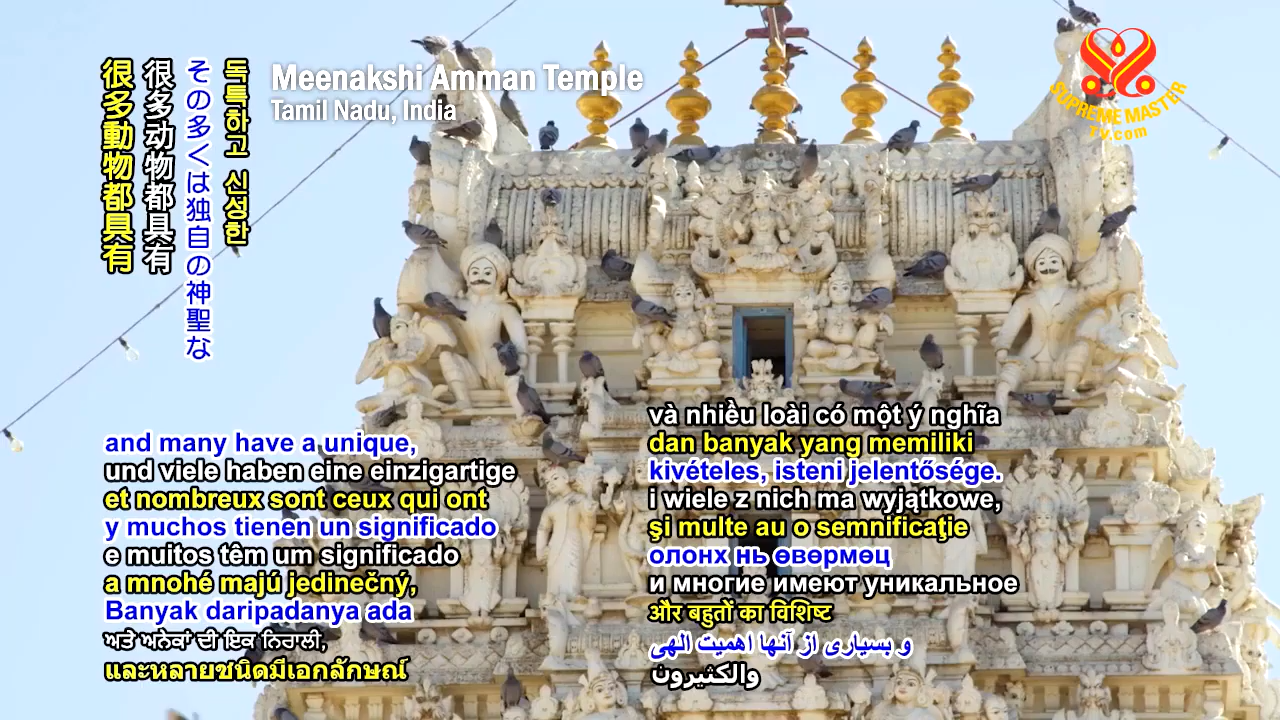 Meenakshi Amman Temple
Tamil Nadu, India
SUPREME MASTER
TV.com
很多動物都具有
很多动物都具有
その多くは独自の神聖な
독특하고 신성한
and many have a unique,
und viele haben eine einzigartige
et nombreux sont ceux qui ont
y muchos tienen un significado
e muitos têm um significado
a mnohé majú jedinečný,
Banyak daripadanya ada
ਅਤੇ ਅਨੇਕਾਂ ਦੀ ਇਕ ਨਿਰਾਲੀ,
และหลายชนิดมีเอกลักษณ์
và nhiều loài có một ý nghĩa
dan banyak yang memiliki
kivételes, isteni jelentősége.
i wiele z nich ma wyjątkowe,
şi multe au o semnificaţie
олонх нь өвөрмөц
и многие имеют уникальное
और बहुतों का विशिष्ट
و بسیاری از آنها اهمیت الهی
والكثيرون